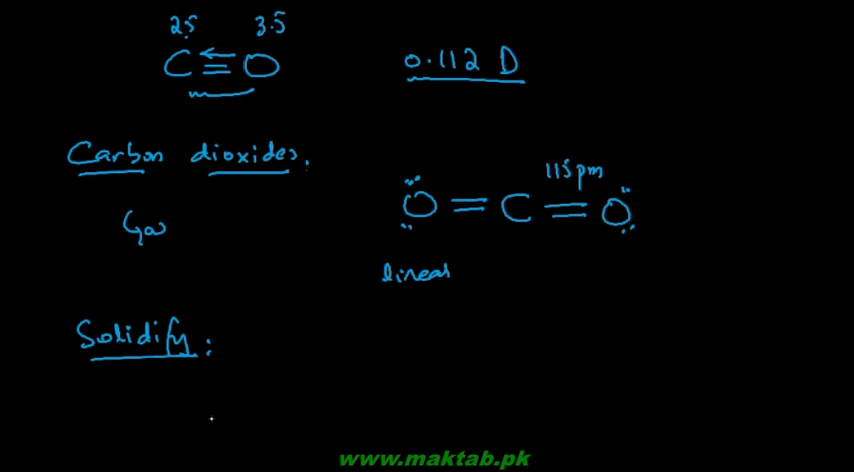 2.5 3.5
C≡O 0.112 D
Carbon dioxides.
115pm
O=C=O
Gas
linear
Solidify:
www.maktab.pk